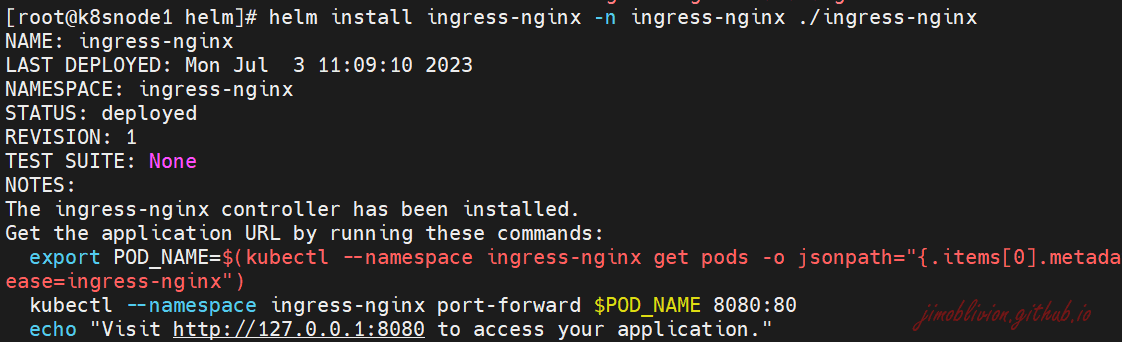 [root@k8snode1 helm]# helm install ingress-nginx -n ingress-nginx ./ingress-nginx
NAME: ingress-nginx
LAST DEPLOYED: Mon Jul  3 11:09:10 2023
NAMESPACE: ingress-nginx
STATUS: deployed
REVISION: 1
TEST SUITE: None
NOTES:
The ingress-nginx controller has been installed.
Get the application URL by running these commands:
  export POD_NAME=$(kubectl --namespace ingress-nginx get pods -o jsonpath="{.items[0].metada
ease=ingress-nginx")
  kubectl --namespace ingress-nginx port-forward $POD_NAME 8080:80
  echo "Visit http://127.0.0.1:8080 to access your application."
jimoblivion.github.io